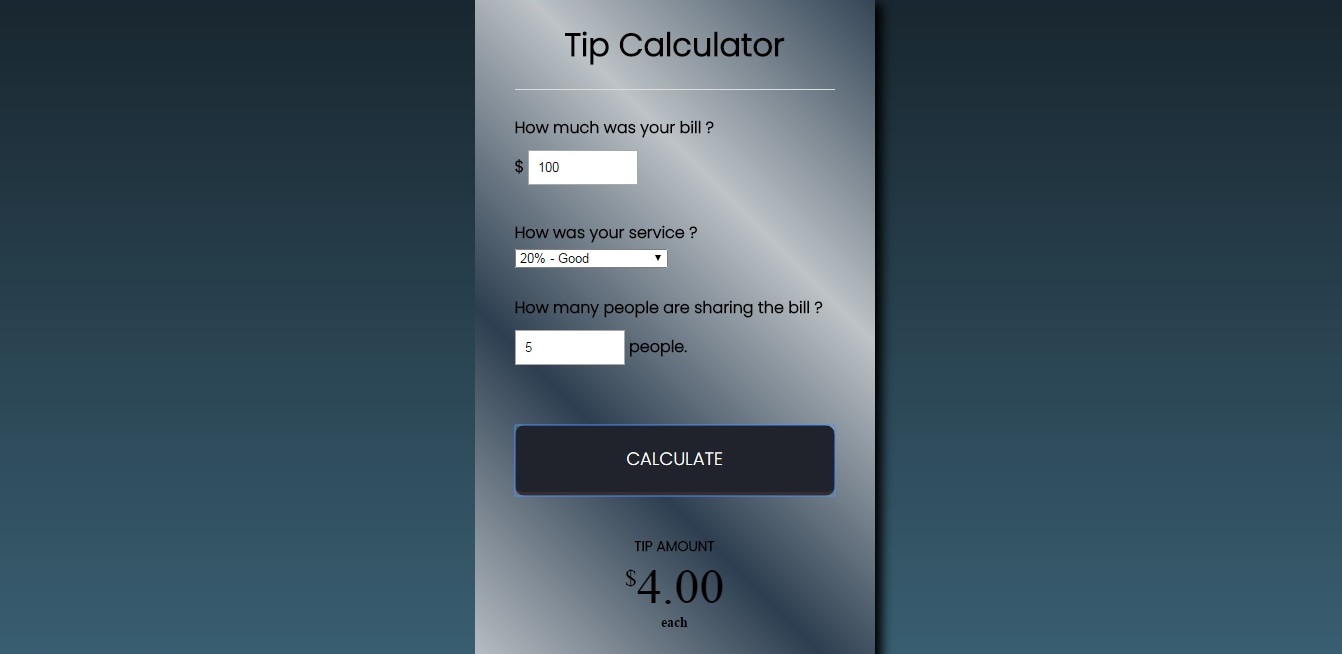 Tip Calculator
How much was your bill ?
$ 100
How was your service ?
20% - Good
How many people are sharing the bill ?
5 people.
CALCULATE
TIP AMOUNT
$4.00
each